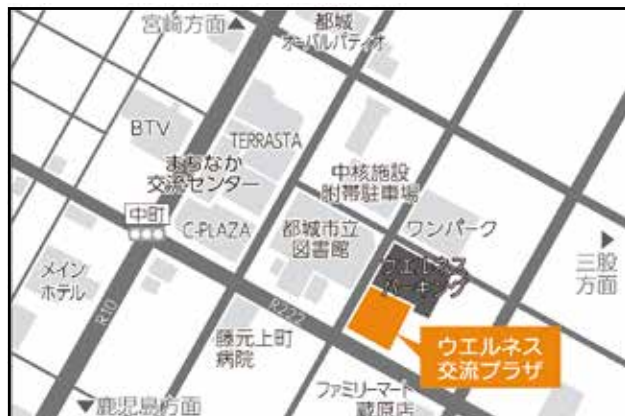 宮崎方面▲
都城
オーバルパティオ
BTV
TERRASTA
まちなか
交流センター
中核施設
附帯駐車場
中町
C-PLAZA
都城市立
図書館
ワンパーク
ウエルネス
パーキング
▶
三股
方面
メイン
ホテル
R10
R222
藤元上町
病院
ウエルネス
交流プラザ
ファミリーマート
蔵原店
▼鹿児島方面